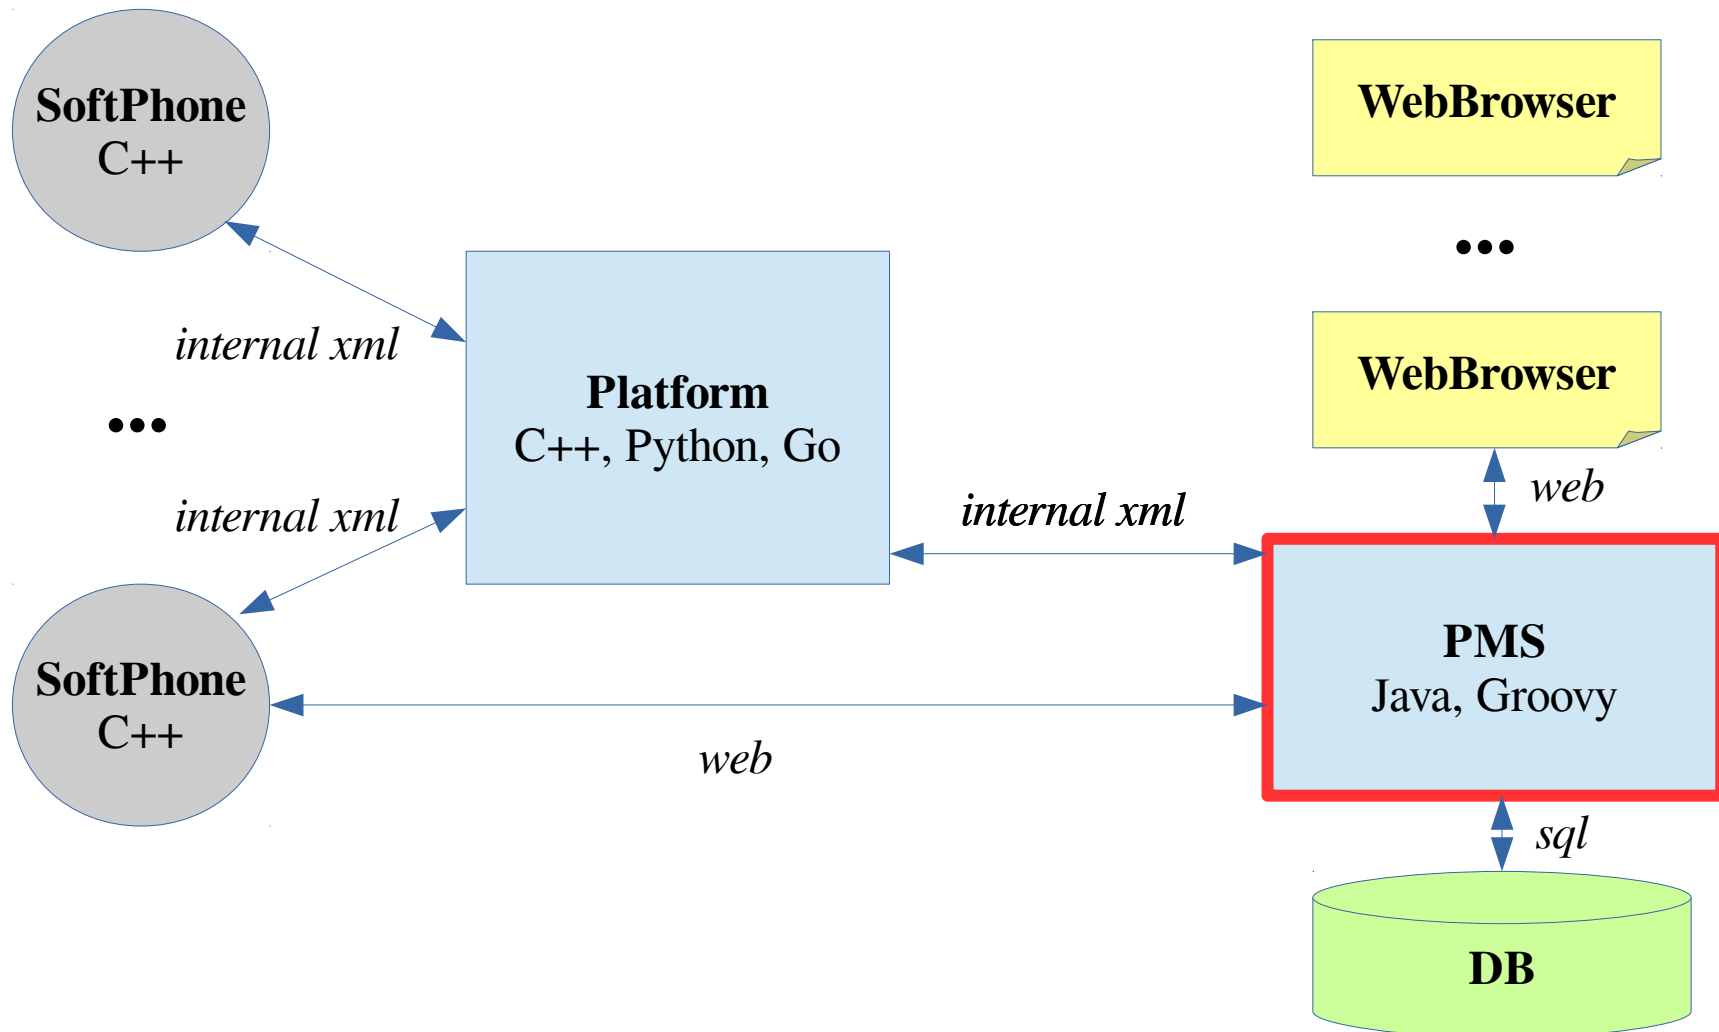 SoftPhone
C++
internal xml
•••
internal xml
SoftPhone
C++
Platform
C++, Python, Go
internal xml
web
WebBrowser
•••
WebBrowser
web
PMS
Java, Groovy
sql
DB